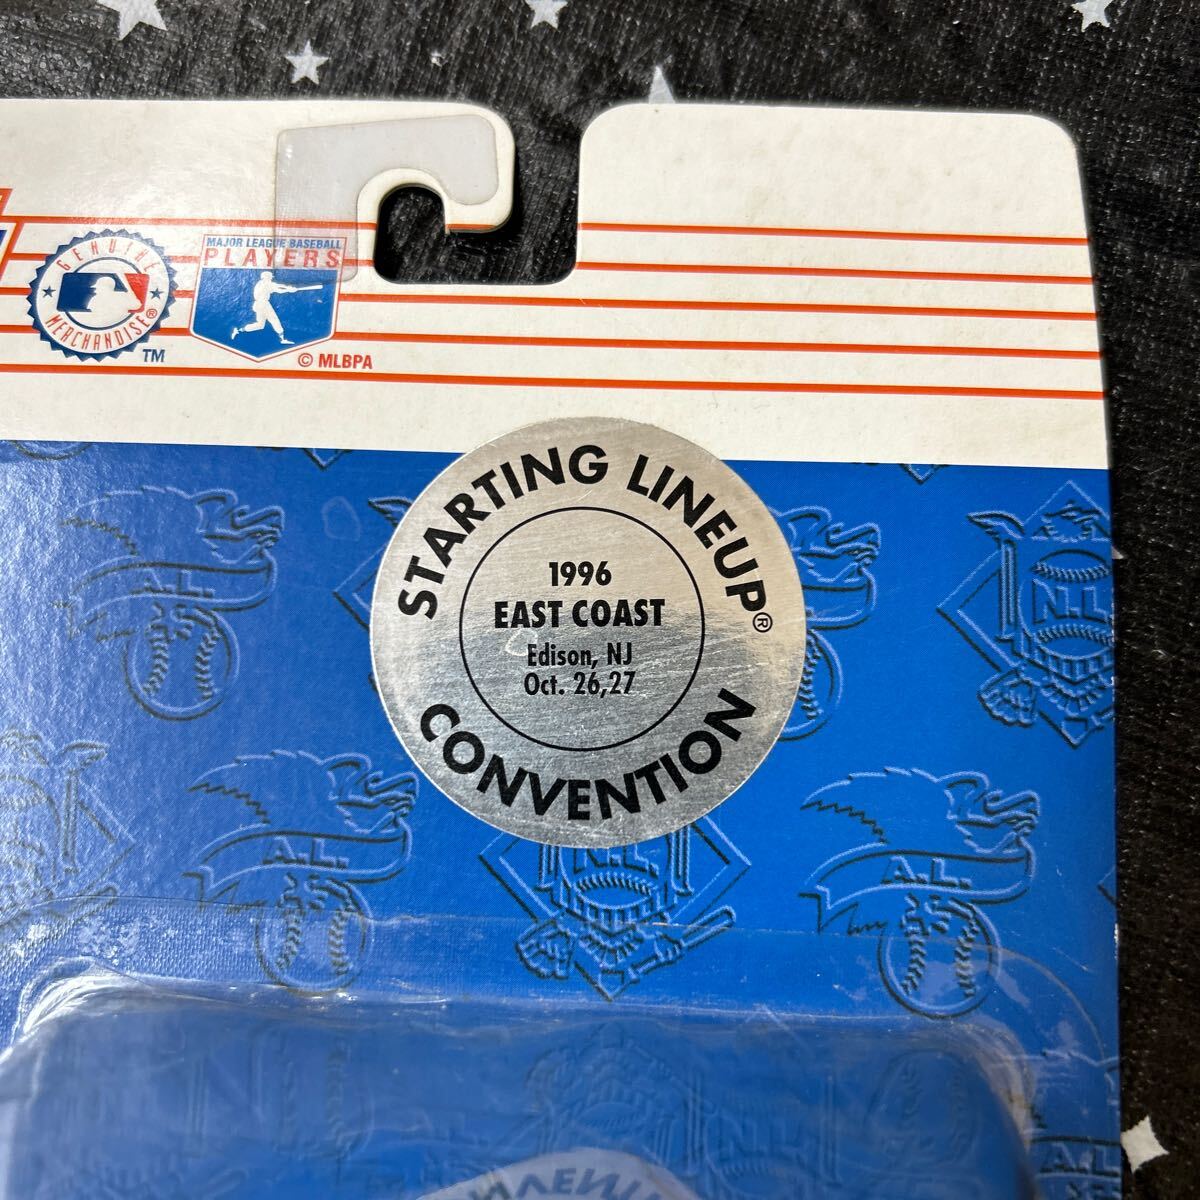 GENUINE
MERCHANDISE®
TM
MAJOR LEAGUE BASEBALL
PLAYERS
© MLBPA
STARTING LINEUP®
1996
EAST COAST
Edison, NJ
Oct. 26,27
CONVENTION
N.L.
A.L.
N.L.
A.L.
N.L.
A.L.